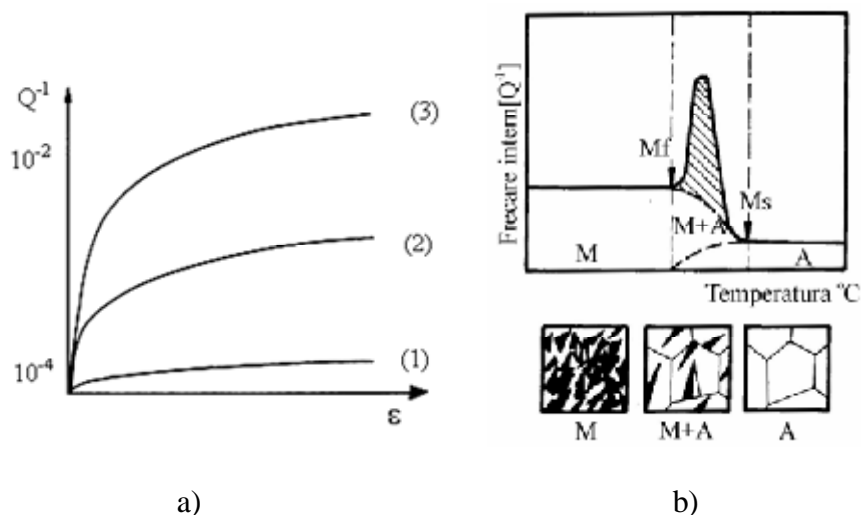 Q-1
10-2
10-4
(3)
(2)
(1)
ε
a)
Frecare intern[Q-1]
Mf
Ms
M+A
M
A
Temperatura °C
M
M+A
A
b)